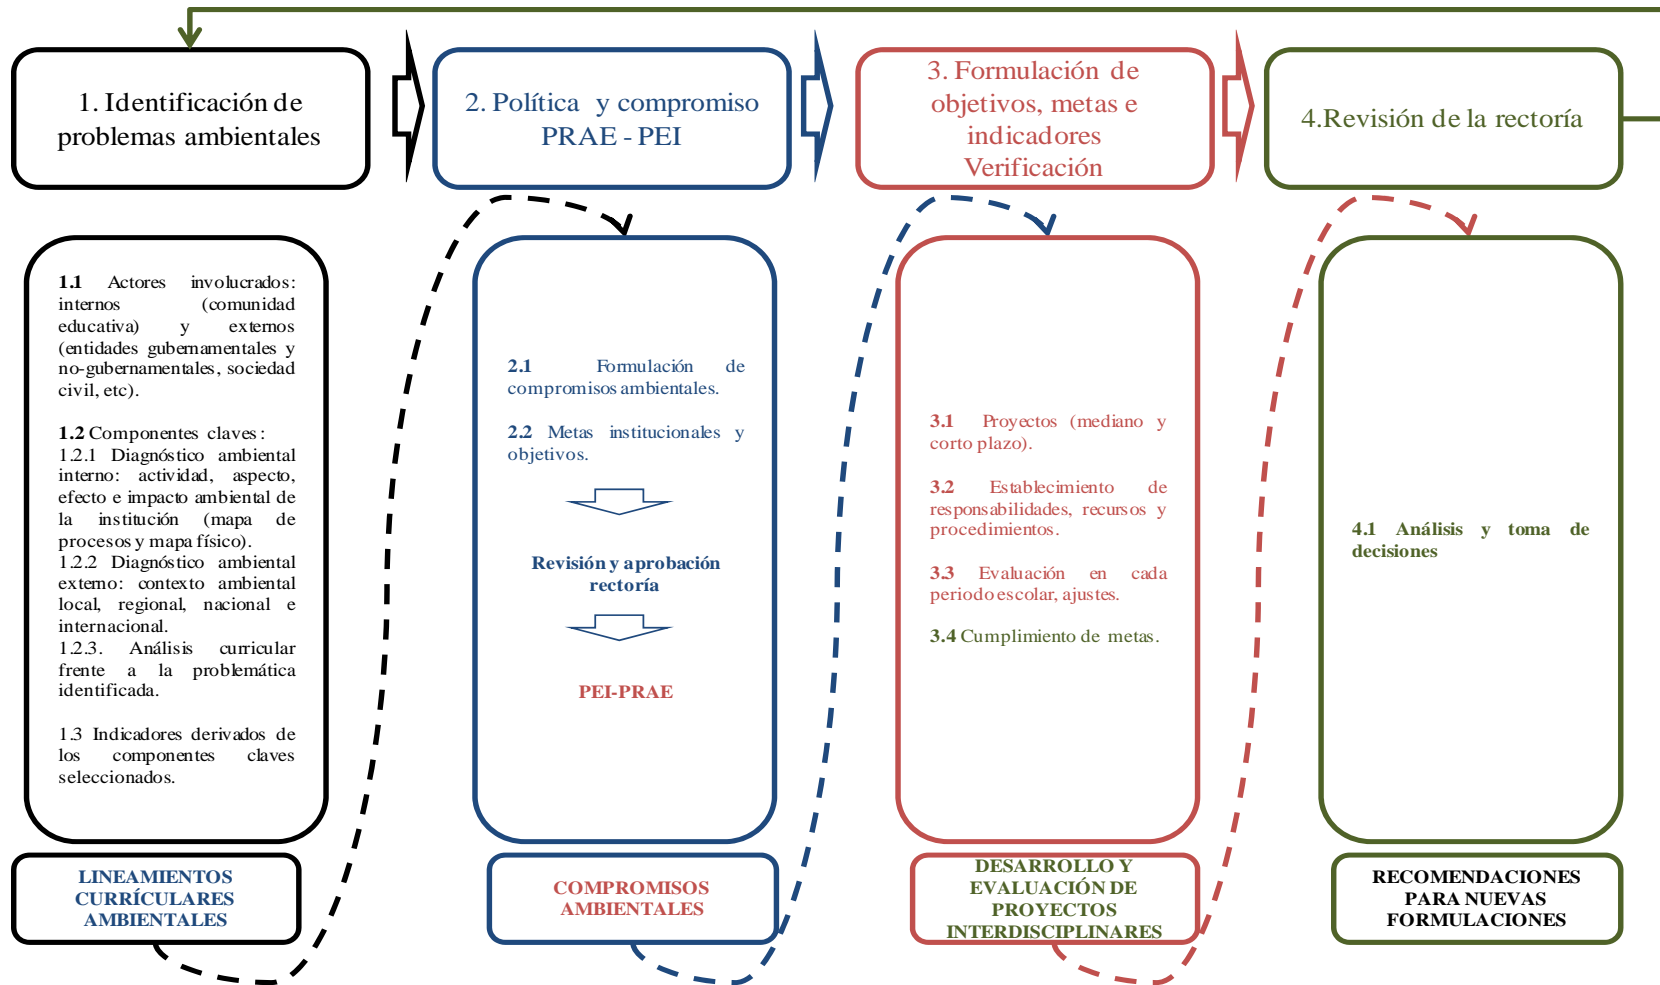 1. Identificación de
problemas ambientales
2. Política y compromiso
PRAE - PEI
3. Formulación de
objetivos, metas e
indicadores
Verificación
4.Revisión de la rectoría
1.1 Actores involucrados:
internos (comunidad
educativa) y externos
(entidades gubernamentales y
no-gubernamentales, sociedad
civil, etc).
1.2 Componentes claves:
1.2.1 Diagnóstico ambiental
interno: actividad, aspecto,
efecto e impacto ambiental de
la institución (mapa de
procesos y mapa físico).
1.2.2 Diagnóstico ambiental
externo: contexto ambiental
local, regional, nacional e
internacional.
1.2.3. Análisis curricular
frente a la problemática
identificada.
1.3 Indicadores derivados de
los componentes claves
seleccionados.
LINEAMIENTOS
CURRÍCULARES
AMBIENTALES
2.1 Formulación de
compromisos ambientales.
2.2 Metas institucionales y
objetivos.
Revisión y aprobación
rectoría
PEI-PRAE
COMPROMISOS
AMBIENTALES
3.1 Proyectos (mediano y
corto plazo).
3.2 Establecimiento de
responsabilidades, recursos y
procedimientos.
3.3 Evaluación en cada
periodo escolar, ajustes.
3.4 Cumplimiento de metas.
DESARROLLO Y
EVALUACIÓN DE
PROYECTOS
INTERDISCIPLINARES
4.1 Análisis y toma de
decisiones
RECOMENDACIONES
PARA NUEVAS
FORMULACIONES